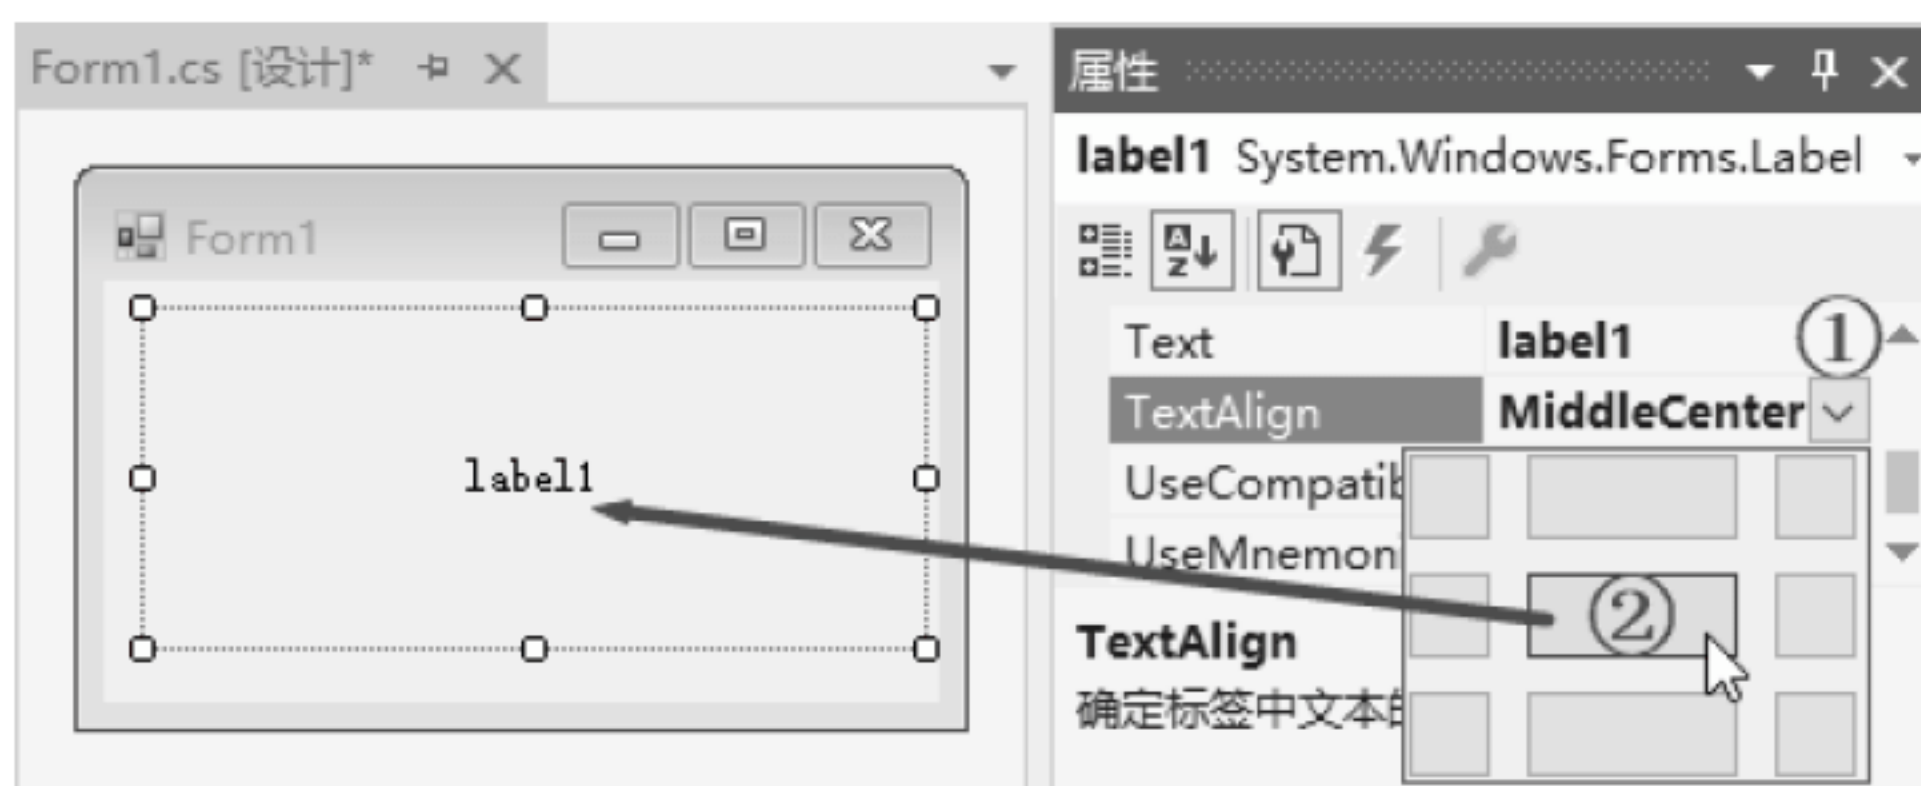 Form1.cs [设计]*
Form1
label1
属性
label1 System.Windows.Forms.Label
Text label1 ①
TextAlign MiddleCenter
UseCompatib
UseMnemon
②
TextAlign
确定标签中文本